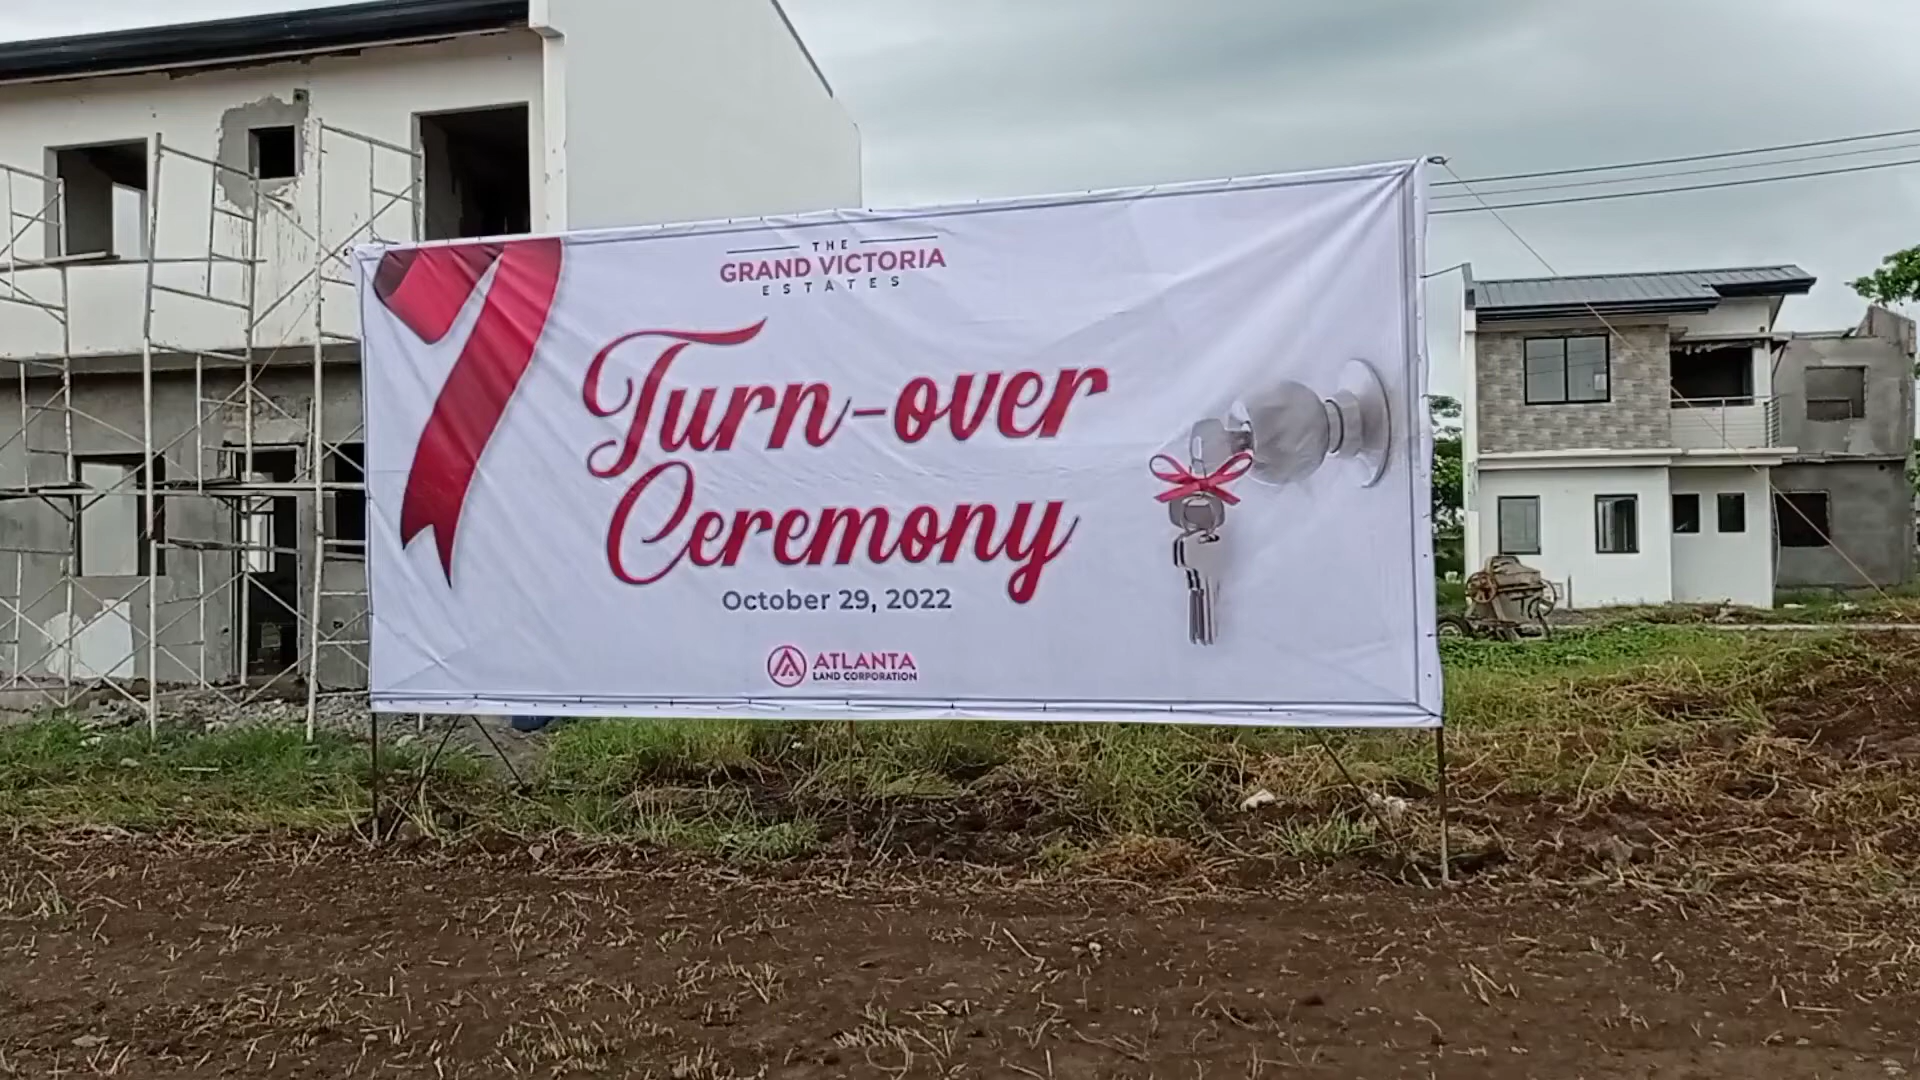 THE
GRAND VICTORIA
ESTATES
Turn-over
Ceremony
October 29, 2022
ATLANTA
LAND CORPORATION